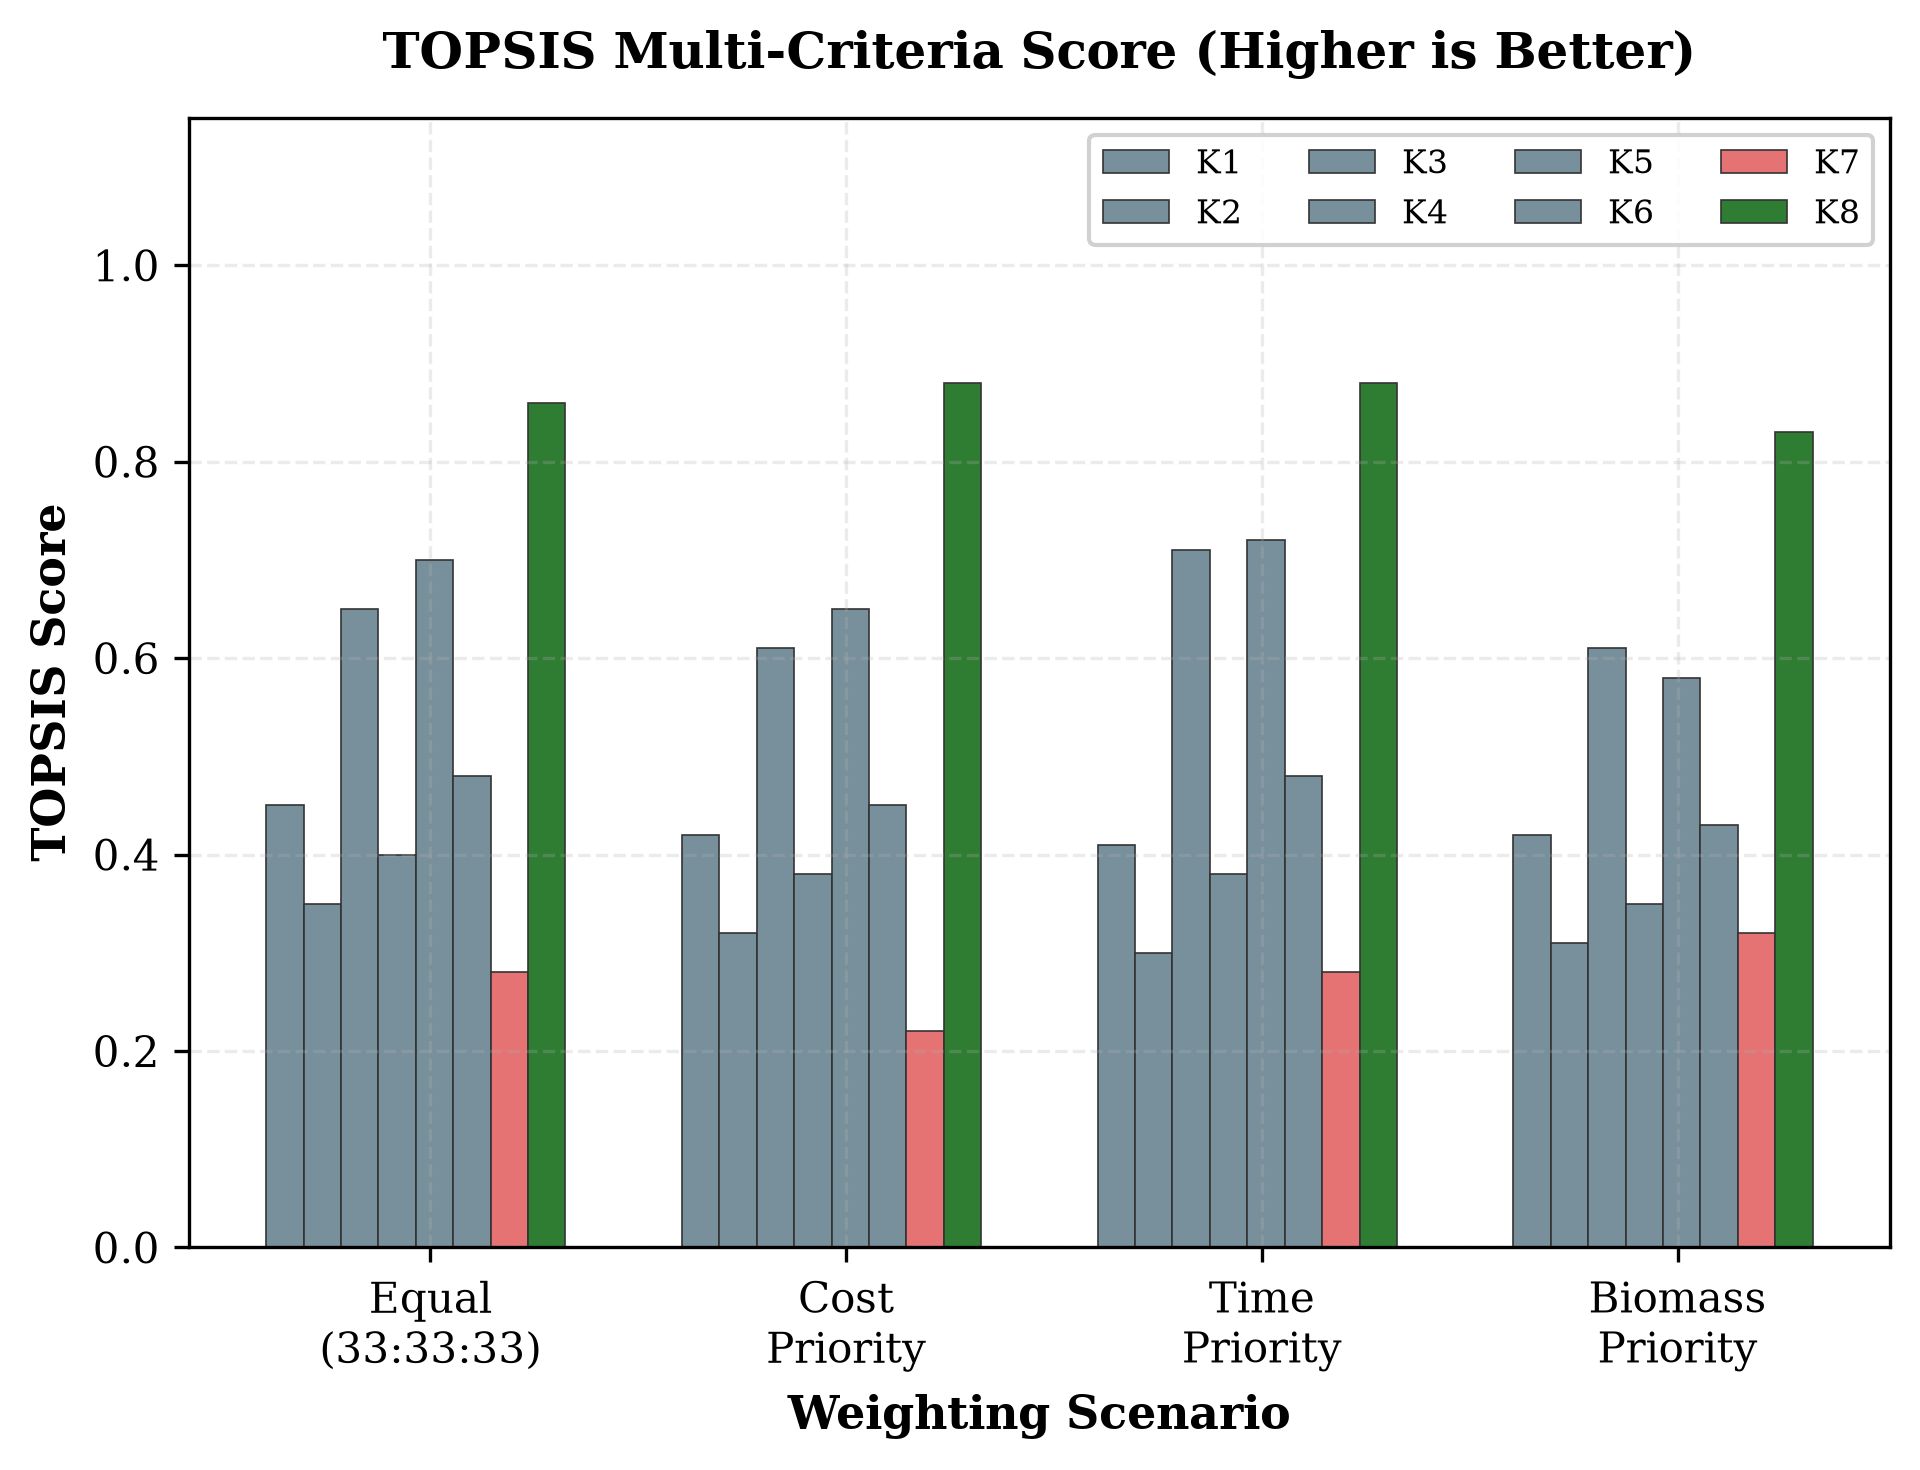 TOPSIS Multi-Criteria Score (Higher is Better)
K1 K3 K5 K7
K2 K4 K6 K8
TOPSIS Score
1.0
0.8
0.6
0.4
0.2
0.0
Equal
(33:33:33)
Cost
Priority
Time
Priority
Biomass
Priority
Weighting Scenario